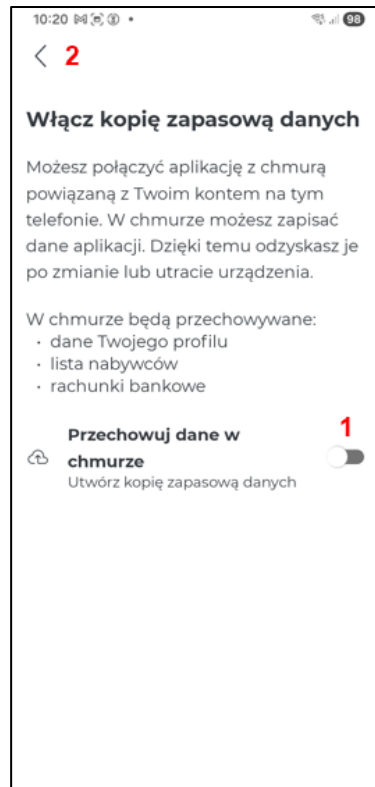 10:20
98
2
Włącz kopię zapasową danych
Możesz połączyć aplikację z chmurą
powiązaną z Twoim kontem na tym
telefonie. W chmurze możesz zapisać
dane aplikacji. Dzięki temu odzyskasz je
po zmianie lub utracie urządzenia.
W chmurze będą przechowywane:
• dane Twojego profilu
• lista nabywców
• rachunki bankowe
Przechowuj dane w
1
chmurze
Utwórz kopię zapasową danych